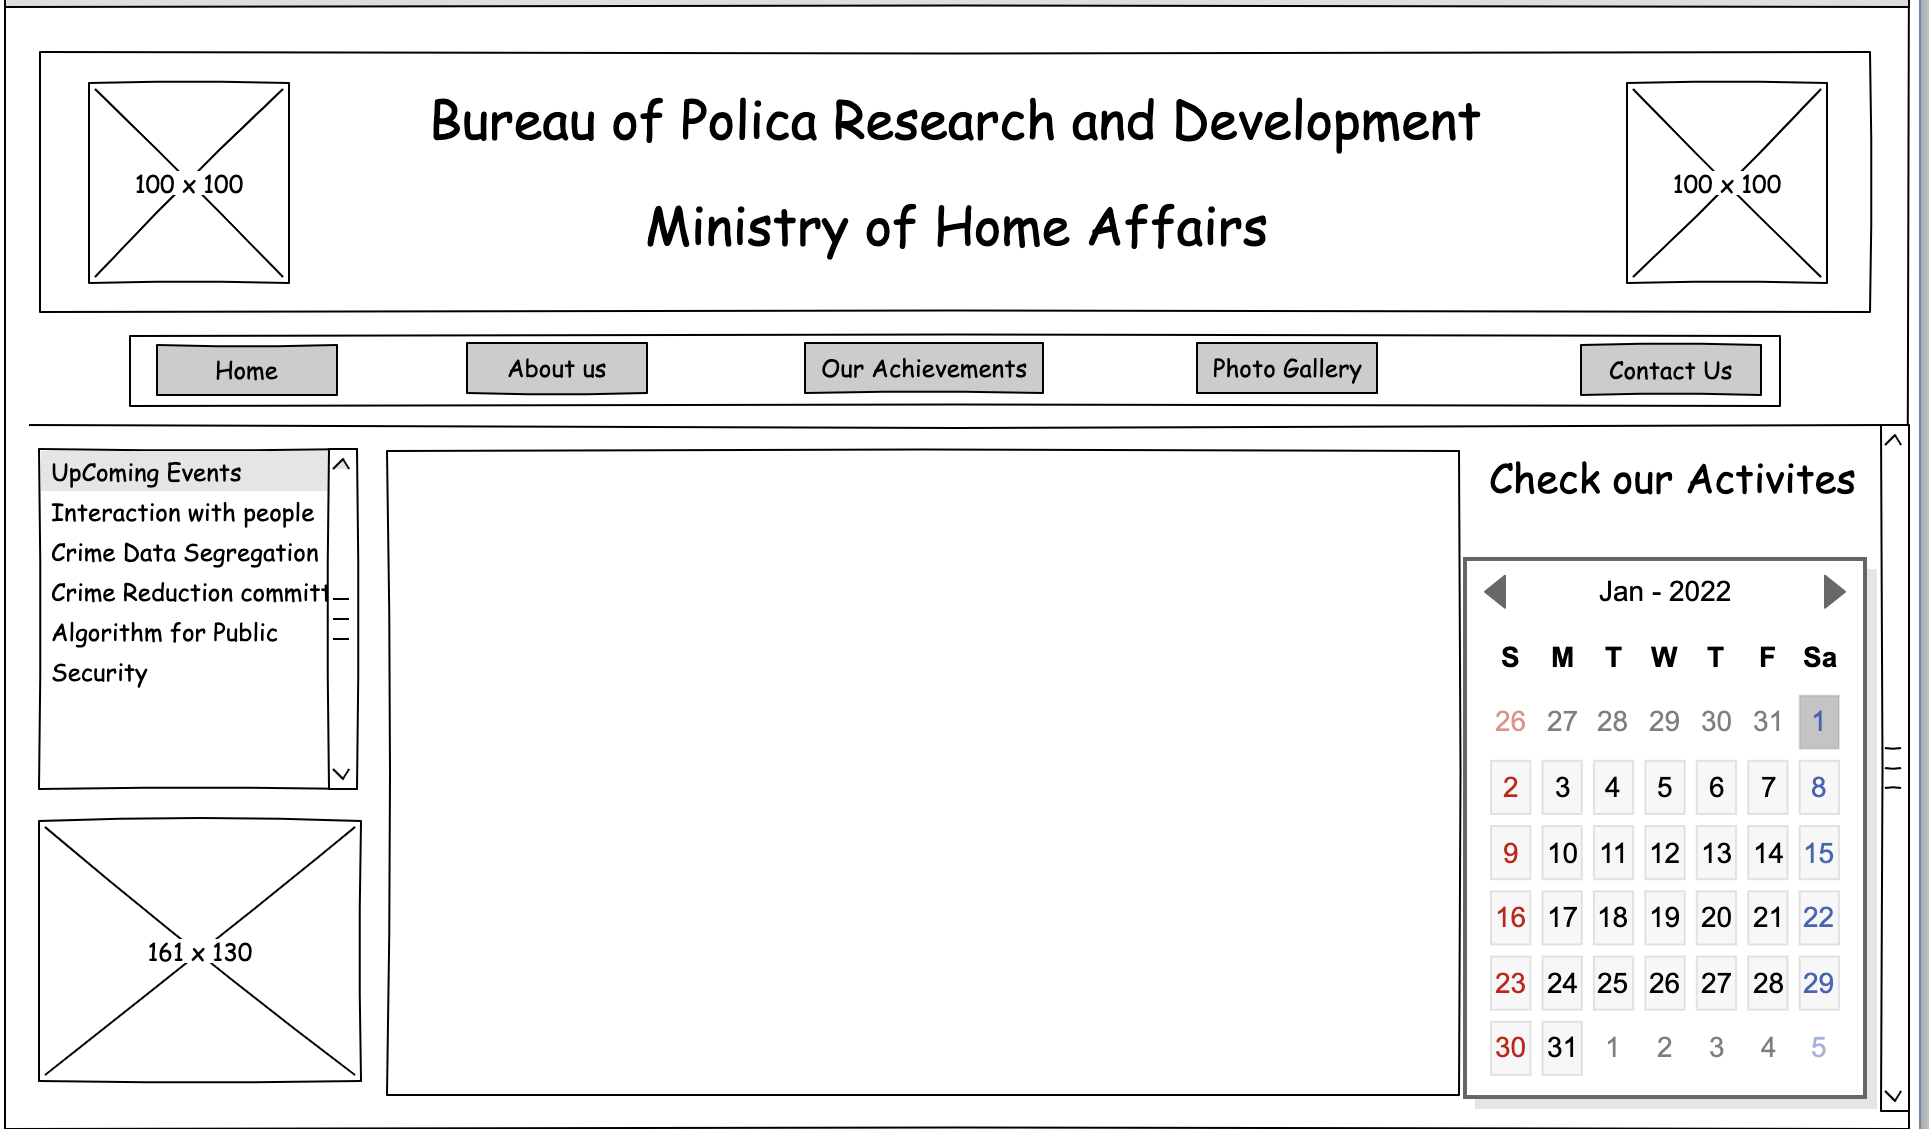 Bureau of Polica Research and Development
100 x 100
100 x 100
Ministry of Home Affairs
Home
About us
Our Achievements
Photo Gallery
Contact Us
UpComing Events
Interaction with people
Crime Data Segregation
Crime Reduction committ
Algorithm for Public
Security
161 x 130
Check our Activites
Jan - 2022
S M T W T F Sa
26 27 28 29 30 31 1
2 3 4 5 6 7 8
9 10 11 12 13 14 15
16 17 18 19 20 21 22
23 24 25 26 27 28 29
30 31 1 2 3 4 5